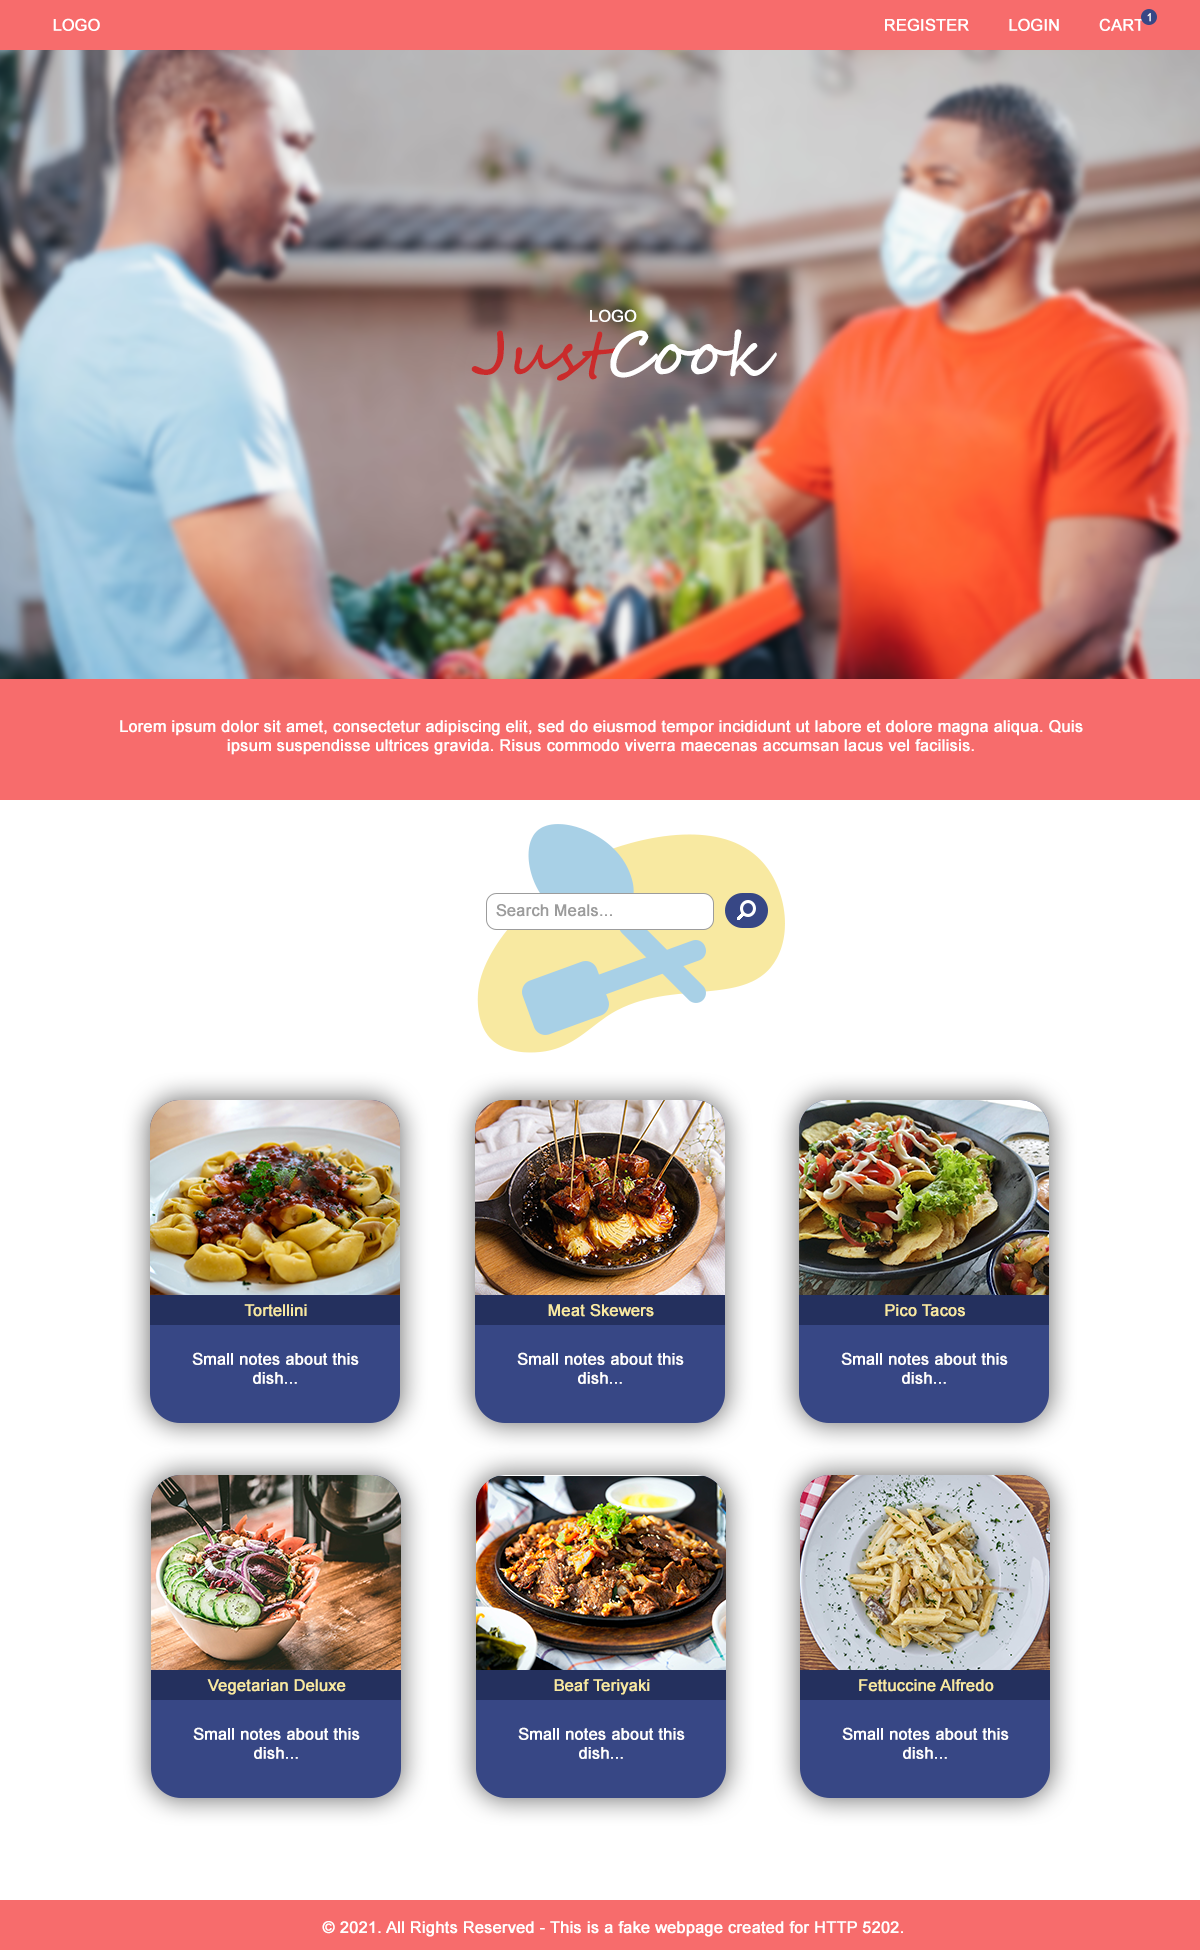 LOGO REGISTER LOGIN CART 1
LOGO
JustCook
Lorem ipsum dolor sit amet, consectetur adipiscing elit, sed do eiusmod tempor incididunt ut labore et dolore magna aliqua. Quis
ipsum suspendisse ultrices gravida. Risus commodo viverra maecenas accumsan lacus vel facilisis.
Search Meals...
Tortellini
Small notes about this
dish...
Meat Skewers
Small notes about this
dish...
Pico Tacos
Small notes about this
dish...
Vegetarian Deluxe
Small notes about this
dish...
Beaf Teriyaki
Small notes about this
dish...
Fettuccine Alfredo
Small notes about this
dish...
© 2021. All Rights Reserved - This is a fake webpage created for HTTP 5202.